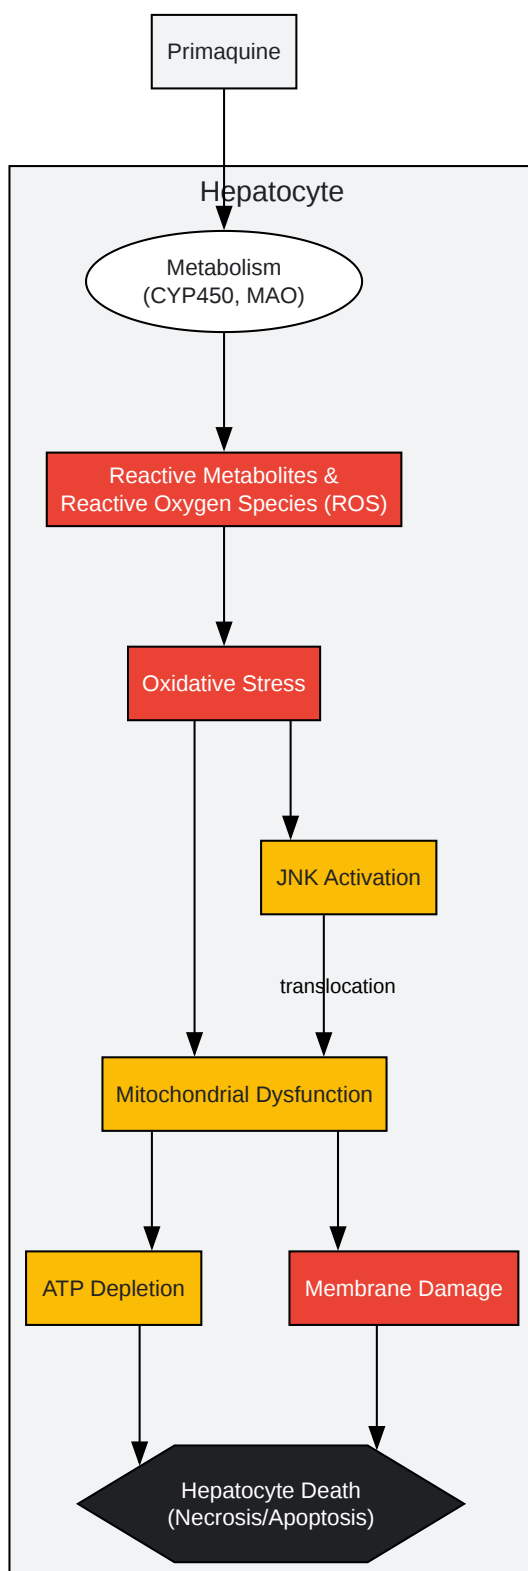 Primaquine
Hepatocyte
Metabolism
(CYP450, MAO)
Reactive Metabolites &
Reactive Oxygen Species (ROS)
Oxidative Stress
JNK Activation
translocation
Mitochondrial Dysfunction
ATP Depletion
Membrane Damage
Hepatocyte Death
(Necrosis/Apoptosis)